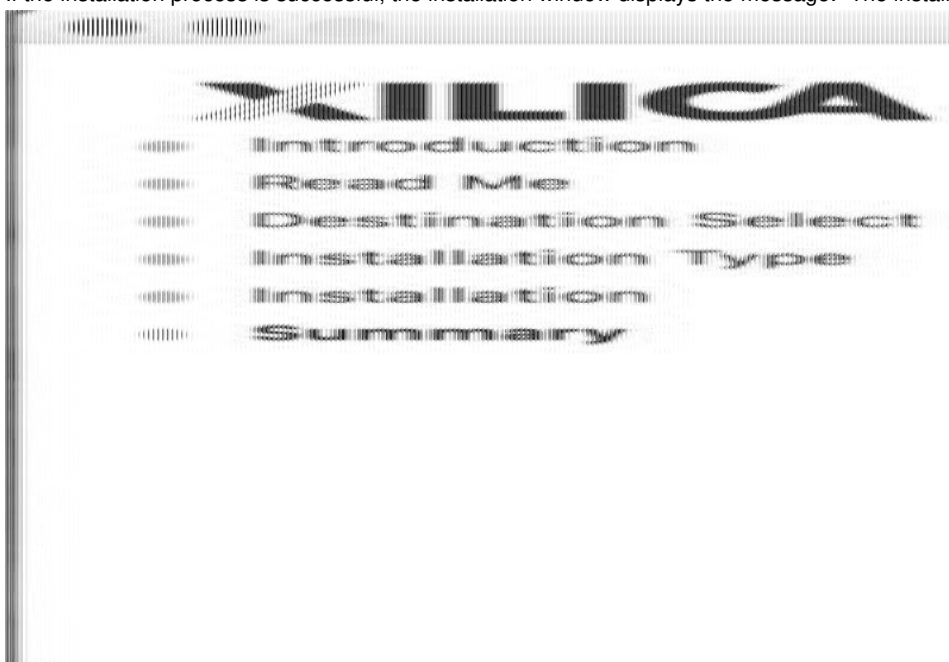 If the installation process is successful, the installation window displays the message: "The instal
XILICA
Introduction
Read Me
Destination Select
Installation Type
Installation
Summary